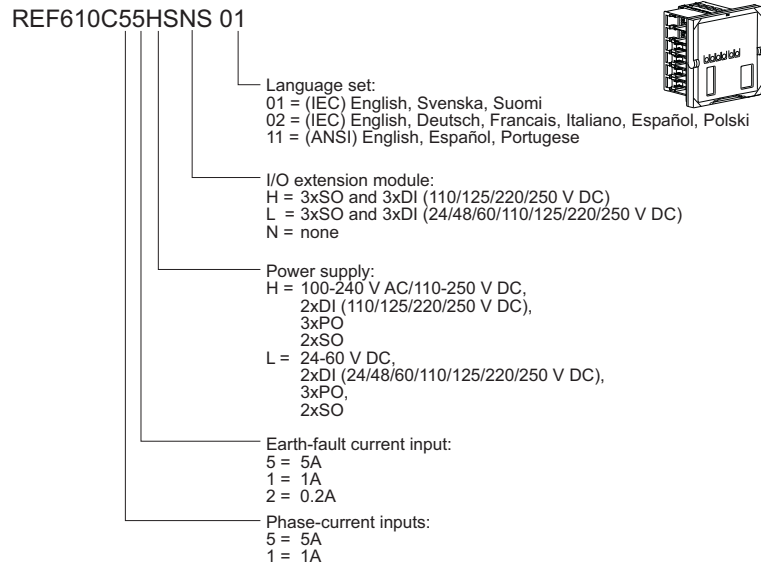 REF610C55HSNS 01
Language set:
01 = (IEC) English, Svenska, Suomi
02 = (IEC) English, Deutsch, Francais, Italiano, Español, Polski
11 = (ANSI) English, Español, Portugese
I/O extension module:
H = 3xSO and 3xDI (110/125/220/250 V DC)
L = 3xSO and 3xDI (24/48/60/110/125/220/250 V DC)
N = none
Power supply:
H = 100-240 V AC/110-250 V DC,
2xDI (110/125/220/250 V DC),
3xPO
2xSO
L = 24-60 V DC,
2xDI (24/48/60/110/125/220/250 V DC),
3xPO,
2xSO
Earth-fault current input:
5 = 5A
1 = 1A
2 = 0.2A
Phase-current inputs:
5 = 5A
1 = 1A